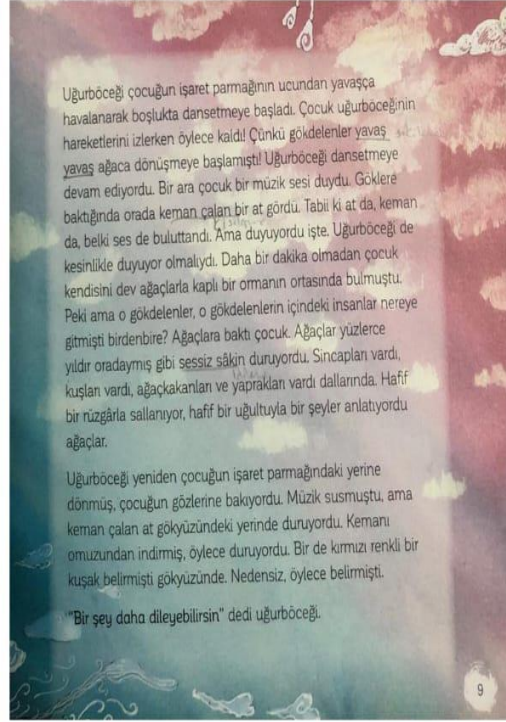 Uğurböceği çocuğun işaret parmağının ucundan yavaşça
havalanarak boşlukta dansetmeye başladı. Çocuk uğurböceğinin
hareketlerini izlerken öylece kaldı! Çünkü gökdelenler yavaş
yavaş ağaca dönüşmeye başlamıştı! Uğurböceği dansetmeye
devam ediyordu. Bir ara çocuk bir müzik sesi duydu. Göklere
baktığında orada keman çalan bir at gördü. Tabii ki at da, keman
da, belki ses de buluttandı. Ama duyuyordu işte. Uğurböceği de
kesinlikle duyuyor olmalıydı. Daha bir dakika olmadan çocuk
kendisini dev ağaçlarla kaplı bir ormanın ortasında bulmuştu.
Peki ama o gökdelenler, o gökdelenlerin içindeki insanlar nereye
gitmişti birdenbire? Ağaçlara baktı çocuk. Ağaçlar yüzlerce
yıldır oradaymış gibi sessiz sâkin duruyordu. Sincapları vardı,
kuşları vardı, ağaçkakanları ve yaprakları vardı dallarında. Hafif
bir rüzgârla sallanıyor, hafif bir uğultuyla bir şeyler anlatıyordu
ağaçlar.
Uğurböceği yeniden çocuğun işaret parmağındaki yerine
dönmüş, çocuğun gözlerine bakıyordu. Müzik susmuştu, ama
keman çalan at gökyüzündeki yerinde duruyordu. Kemanı
omuzundan indirmiş, öylece duruyordu. Bir de kırmızı renkli bir
kuşak belirmişti gökyüzünde. Nedensiz, öylece belirmişti.
"Bir şey daha dileyebilirsin" dedi uğurböceği.
9